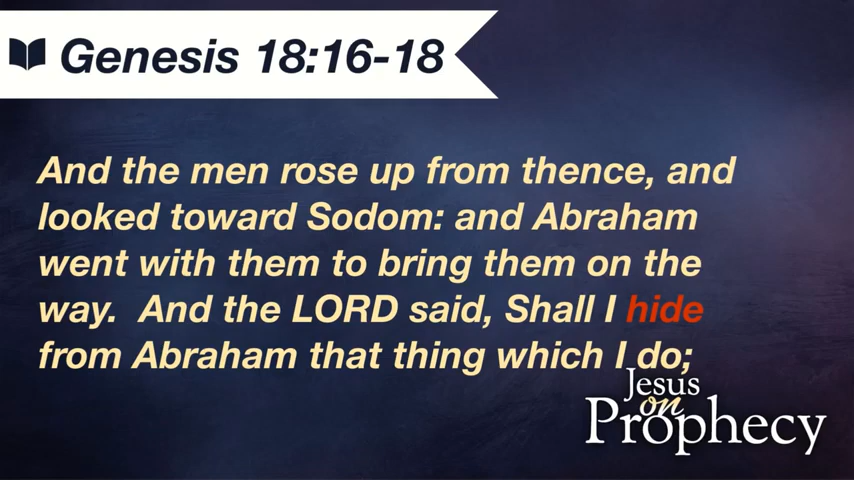 Genesis 18:16-18
And the men rose up from thence, and
looked toward Sodom: and Abraham
went with them to bring them on the
way.  And the LORD said, Shall I hide
from Abraham that thing which I do;
Jesus
on
Prophecy